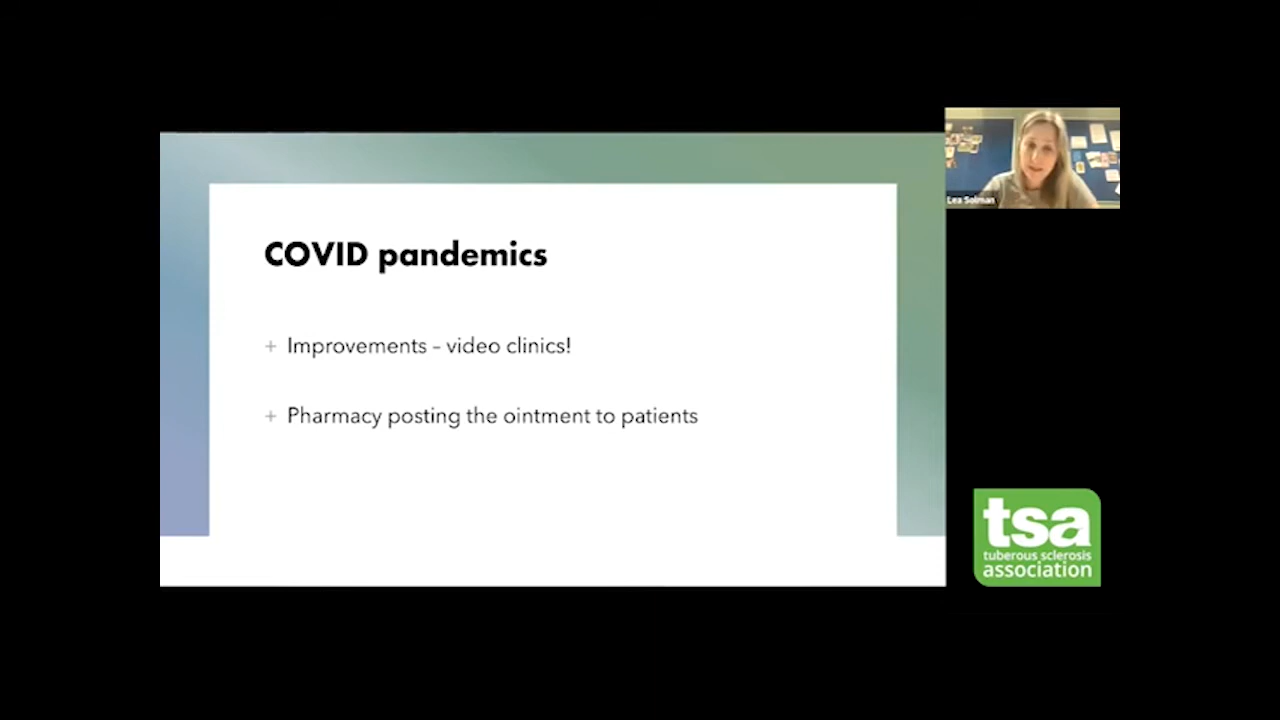 COVID pandemics
+ Improvements – video clinics!
+ Pharmacy posting the ointment to patients
Lea Solman
tsa
tuberous sclerosis
association